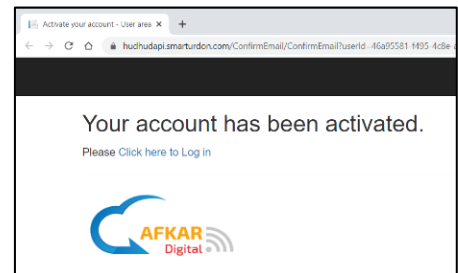 Activate your account - User area
hudhudapi.smarturdon.com/ConfirmEmail/ConfirmEmail?userId=46a95581-f495-4c8e-a
Your account has been activated.
Please Click here to Log in
AFKAR
Digital